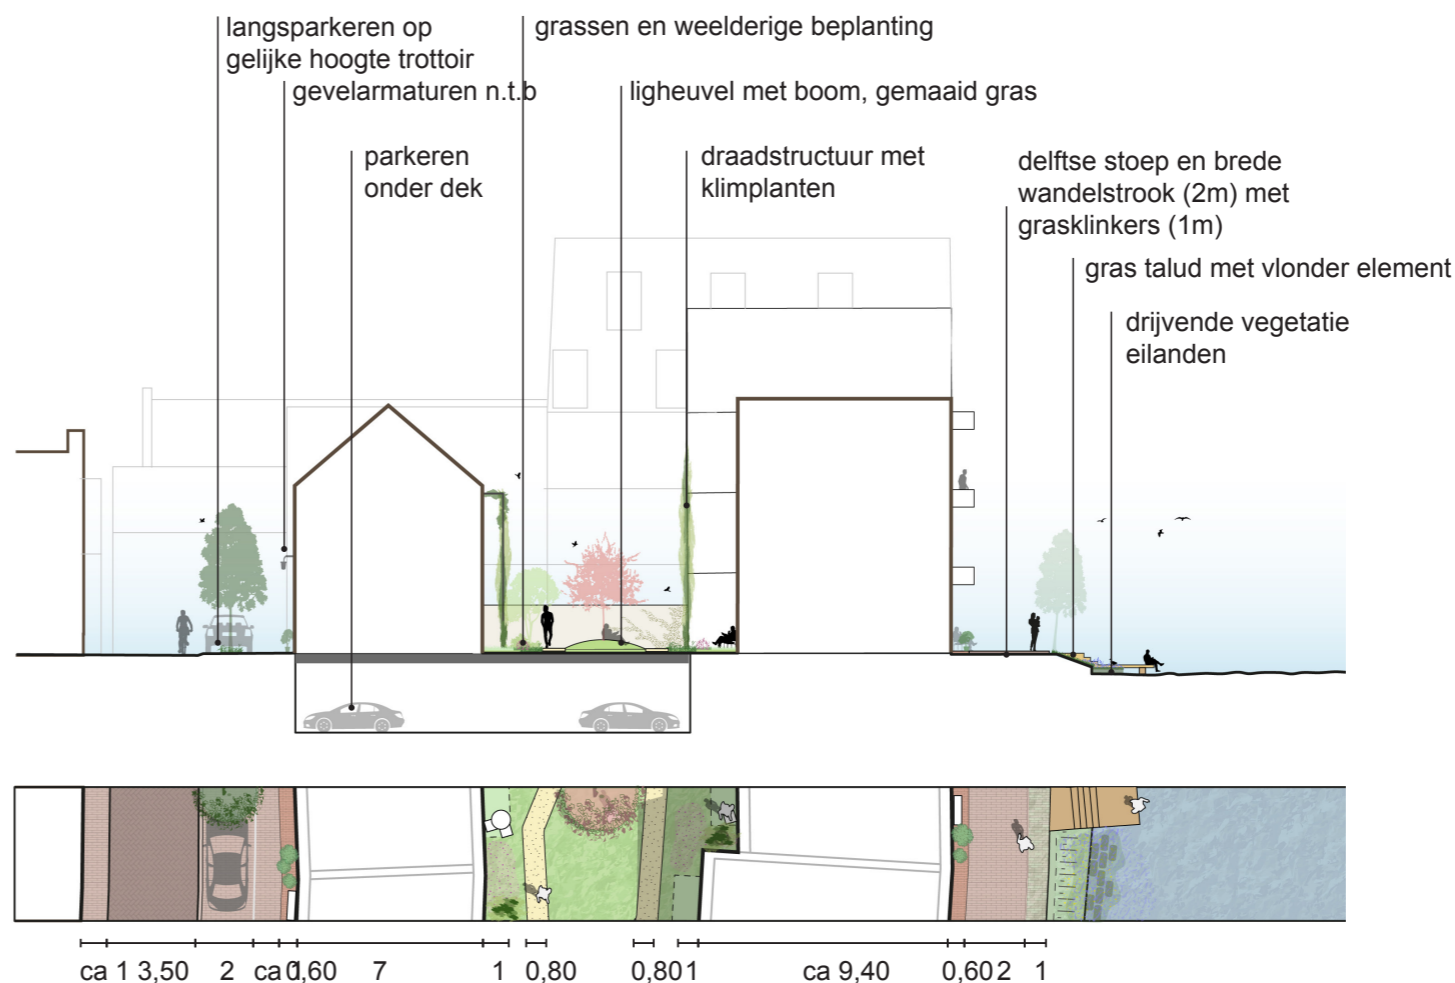 langsparkeren op
gelijke hoogte trottoir
grassen en weelderige beplanting
gevelarmaturen n.t.b
ligheuvel met boom, gemaaid gras
parkeren
onder dek
draadstructuur met
klimplanten
delftse stoep en brede
wandelstrook (2m) met
grasklinkers (1m)
gras talud met vlonder element
drijvende vegetatie
eilanden
ca 1 3,50 2 ca 1 0,60 7 1 0,80 0,80 1 ca 9,40 0,60 2 1